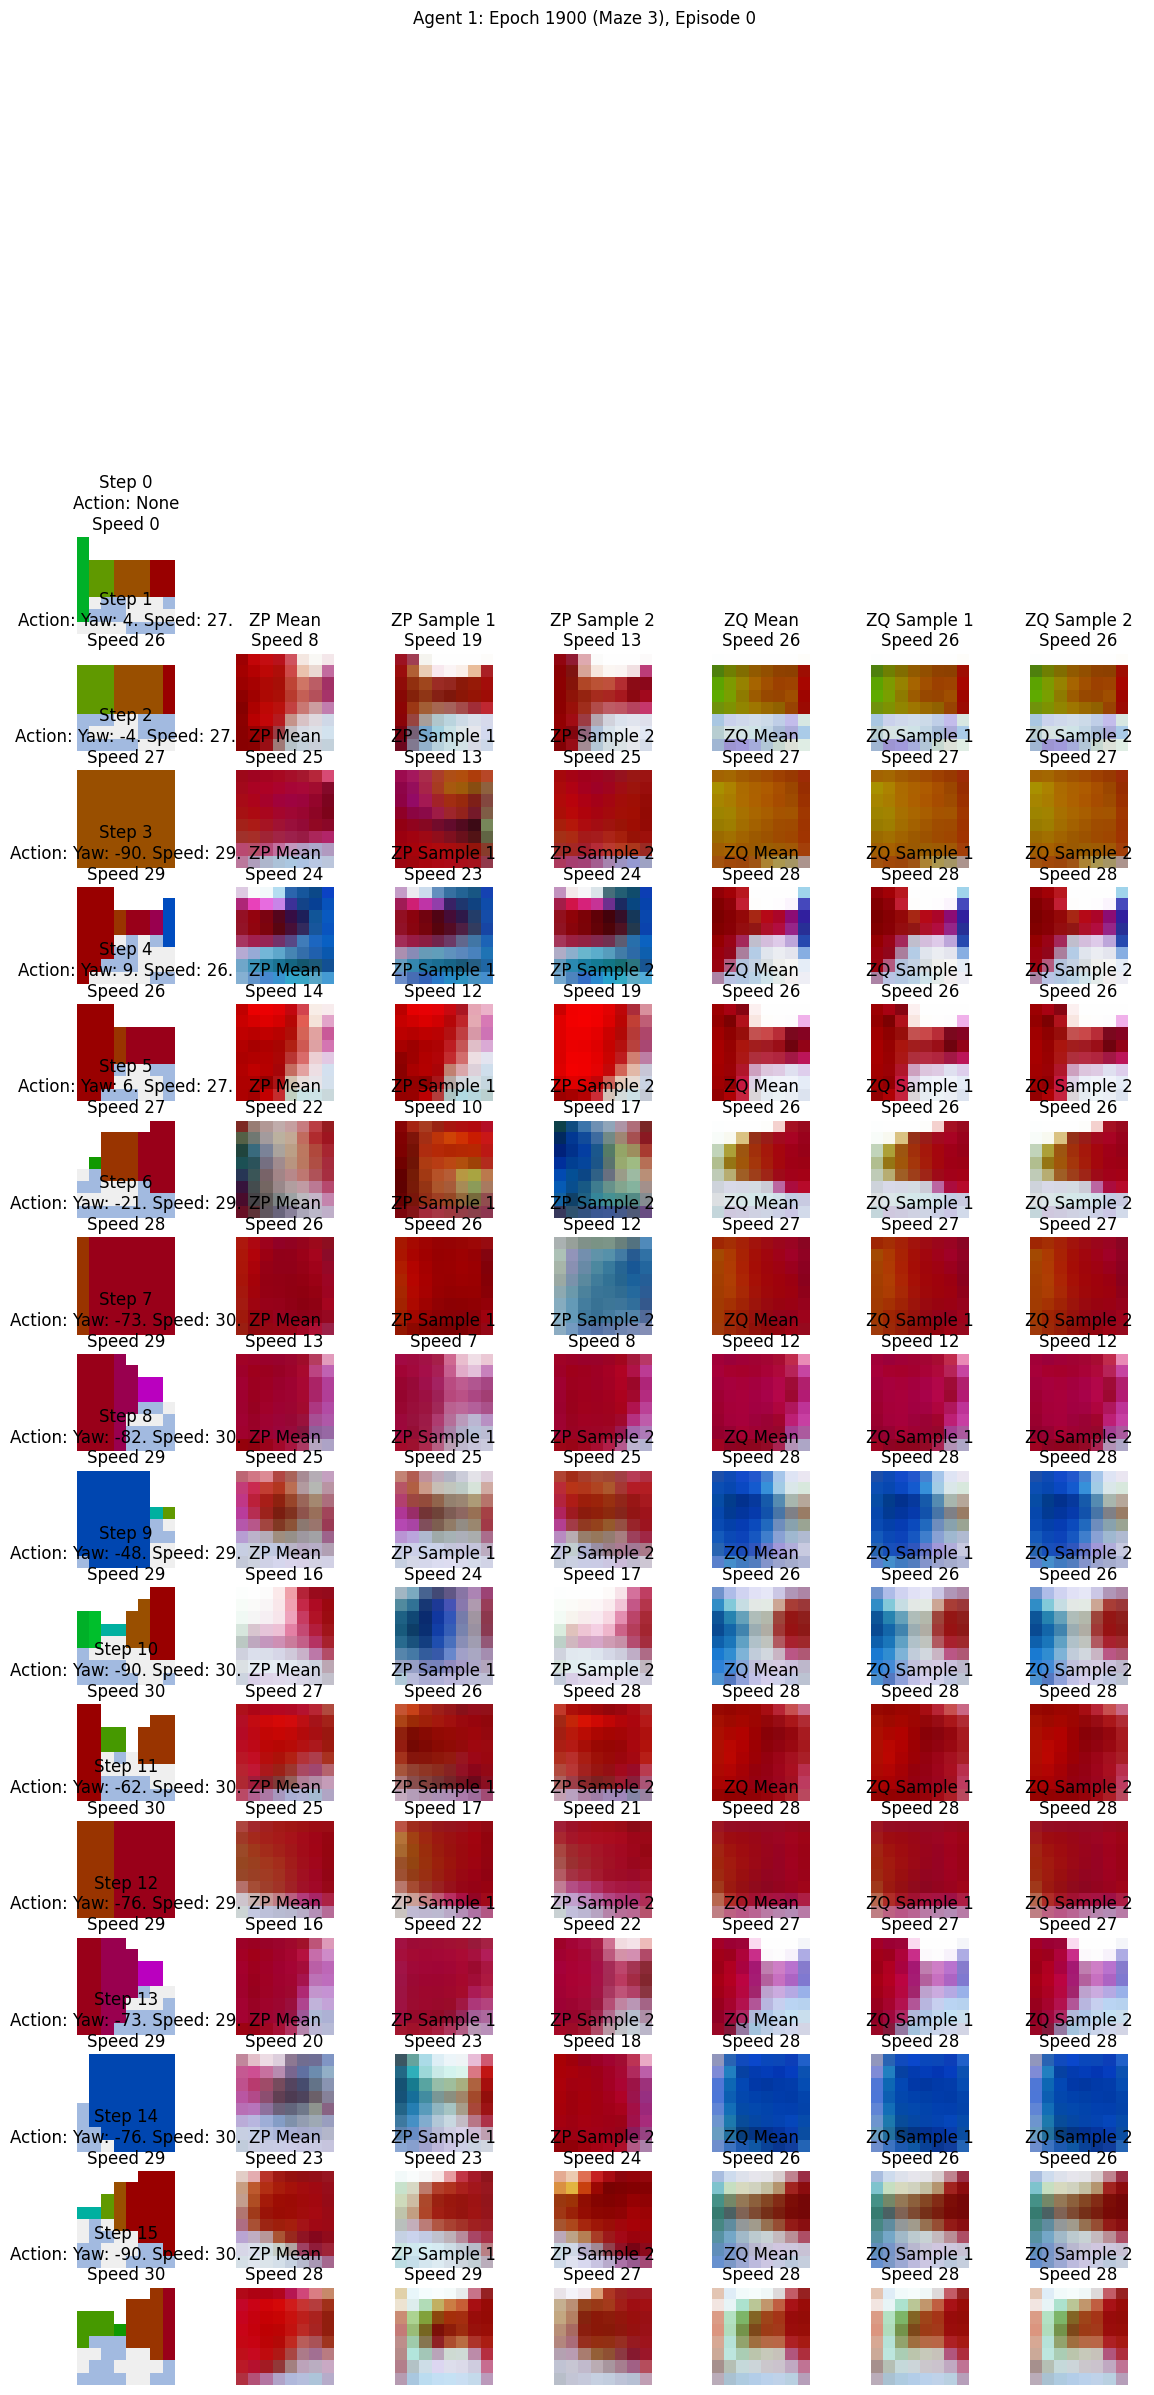 Agent 1: Epoch 1900 (Maze 3), Episode 0
Step 0
Action: None
Speed 0
Step 1
Action: Yaw: 4. Speed: 27. ZP Mean ZP Sample 1 ZP Sample 2 ZQ Mean ZQ Sample 1 ZQ Sample 2
Speed 26 Speed 8 Speed 19 Speed 13 Speed 26 Speed 26 Speed 26
Step 2
Action: Yaw: -4. Speed: 27. ZP Mean ZP Sample 1 ZP Sample 2 ZQ Mean ZQ Sample 1 ZQ Sample 2
Speed 27 Speed 25 Speed 13 Speed 25 Speed 27 Speed 27 Speed 27
Step 3
Action: Yaw: -90. Speed: 29. ZP Mean ZP Sample 1 ZP Sample 2 ZQ Mean ZQ Sample 1 ZQ Sample 2
Speed 29 Speed 24 Speed 23 Speed 24 Speed 28 Speed 28 Speed 28
Step 4
Action: Yaw: 9. Speed: 26. ZP Mean ZP Sample 1 ZP Sample 2 ZQ Mean ZQ Sample 1 ZQ Sample 2
Speed 26 Speed 14 Speed 12 Speed 19 Speed 26 Speed 26 Speed 26
Step 5
Action: Yaw: 6. Speed: 27. ZP Mean ZP Sample 1 ZP Sample 2 ZQ Mean ZQ Sample 1 ZQ Sample 2
Speed 27 Speed 22 Speed 10 Speed 17 Speed 26 Speed 26 Speed 26
Step 6
Action: Yaw: -21. Speed: 29. ZP Mean ZP Sample 1 ZP Sample 2 ZQ Mean ZQ Sample 1 ZQ Sample 2
Speed 28 Speed 26 Speed 26 Speed 12 Speed 27 Speed 27 Speed 27
Step 7
Action: Yaw: -73. Speed: 30. ZP Mean ZP Sample 1 ZP Sample 2 ZQ Mean ZQ Sample 1 ZQ Sample 2
Speed 29 Speed 13 Speed 7 Speed 8 Speed 12 Speed 12 Speed 12
Step 8
Action: Yaw: -82. Speed: 30. ZP Mean ZP Sample 1 ZP Sample 2 ZQ Mean ZQ Sample 1 ZQ Sample 2
Speed 29 Speed 25 Speed 25 Speed 25 Speed 28 Speed 28 Speed 28
Step 9
Action: Yaw: -48. Speed: 29. ZP Mean ZP Sample 1 ZP Sample 2 ZQ Mean ZQ Sample 1 ZQ Sample 2
Speed 29 Speed 16 Speed 24 Speed 17 Speed 26 Speed 26 Speed 26
Step 10
Action: Yaw: -90. Speed: 30. ZP Mean ZP Sample 1 ZP Sample 2 ZQ Mean ZQ Sample 1 ZQ Sample 2
Speed 30 Speed 27 Speed 26 Speed 28 Speed 28 Speed 28 Speed 28
Step 11
Action: Yaw: -62. Speed: 30. ZP Mean ZP Sample 1 ZP Sample 2 ZQ Mean ZQ Sample 1 ZQ Sample 2
Speed 30 Speed 25 Speed 17 Speed 21 Speed 28 Speed 28 Speed 28
Step 12
Action: Yaw: -76. Speed: 29. ZP Mean ZP Sample 1 ZP Sample 2 ZQ Mean ZQ Sample 1 ZQ Sample 2
Speed 29 Speed 16 Speed 22 Speed 22 Speed 27 Speed 27 Speed 27
Step 13
Action: Yaw: -73. Speed: 29. ZP Mean ZP Sample 1 ZP Sample 2 ZQ Mean ZQ Sample 1 ZQ Sample 2
Speed 29 Speed 20 Speed 23 Speed 18 Speed 28 Speed 28 Speed 28
Step 14
Action: Yaw: -76. Speed: 30. ZP Mean ZP Sample 1 ZP Sample 2 ZQ Mean ZQ Sample 1 ZQ Sample 2
Speed 29 Speed 23 Speed 23 Speed 24 Speed 26 Speed 26 Speed 26
Step 15
Action: Yaw: -90. Speed: 30. ZP Mean ZP Sample 1 ZP Sample 2 ZQ Mean ZQ Sample 1 ZQ Sample 2
Speed 30 Speed 28 Speed 29 Speed 27 Speed 28 Speed 28 Speed 28